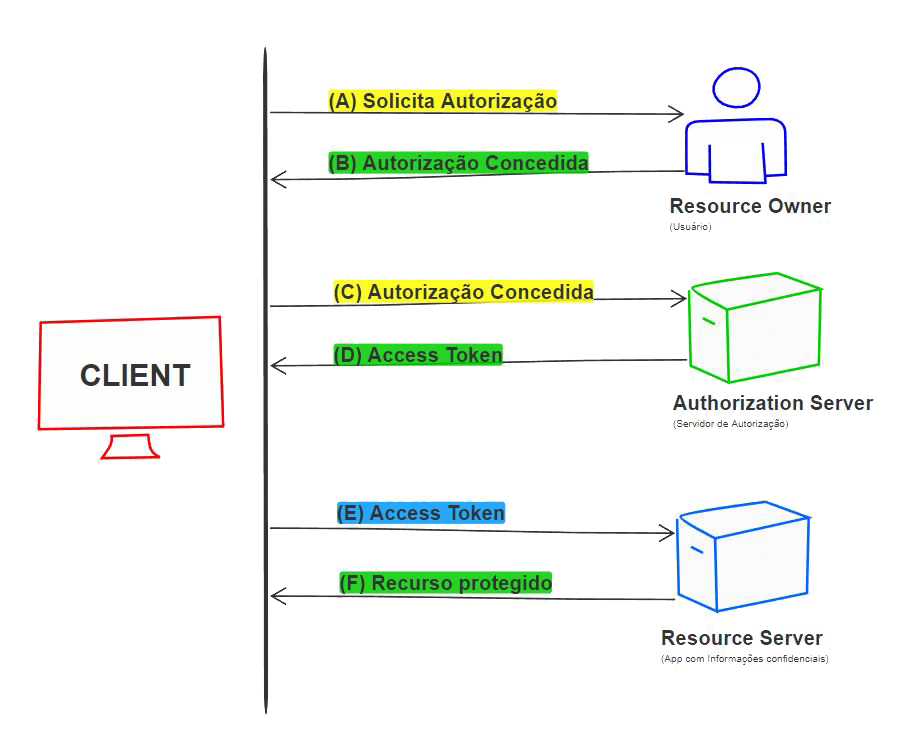 (A) Solicita Autorização
(B) Autorização Concedida
Resource Owner
(Usuário)
(C) Autorização Concedida
(D) Access Token
CLIENT
Authorization Server
(Servidor de Autorização)
(E) Access Token
(F) Recurso protegido
Resource Server
(App com Informações confidenciais)